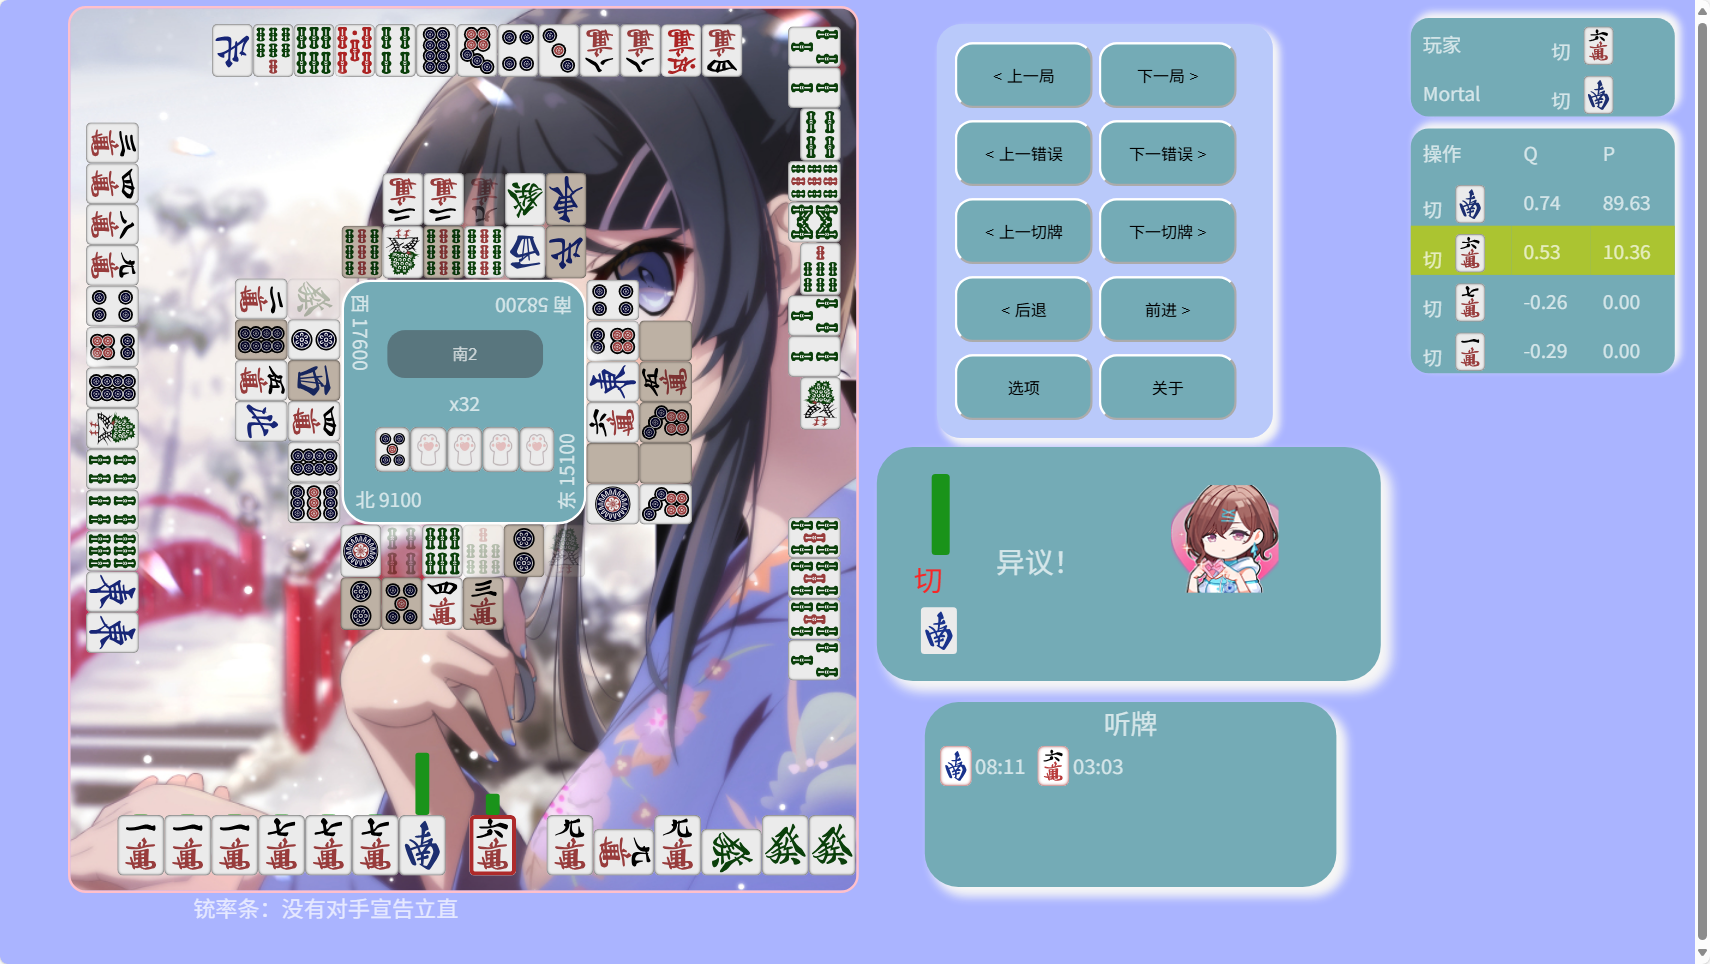 南 58200
西 17600
南2
x32
北 9100
东 15100
铳率条：没有对手宣告立直
< 上一局
下一局 >
< 上一错误
下一错误 >
< 上一切牌
下一切牌 >
< 后退
前进 >
选项
关于
切
异议！
听牌
08:11
03:03
玩家 切
Mortal 切
操作 Q P
切 0.74 89.63
切 0.53 10.36
切 -0.26 0.00
切 -0.29 0.00